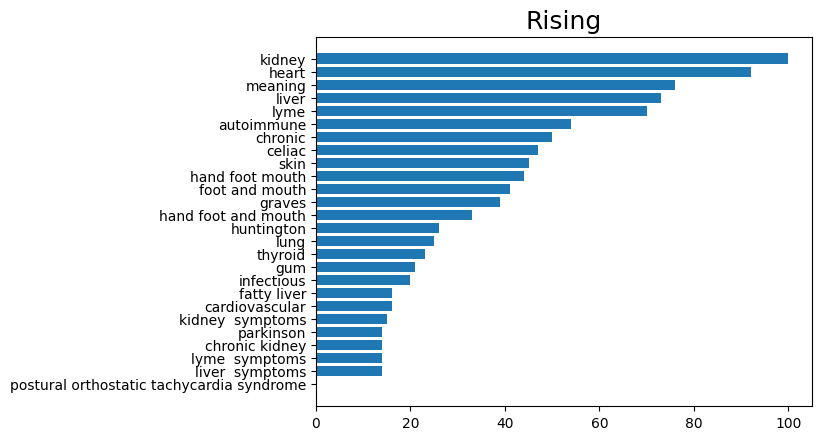 Rising
kidney
heart
meaning
liver
lyme
autoimmune
chronic
celiac
skin
hand foot mouth
foot and mouth
graves
hand foot and mouth
huntington
lung
thyroid
gum
infectious
fatty liver
cardiovascular
kidney  symptoms
parkinson
chronic kidney
lyme  symptoms
liver  symptoms
postural orthostatic tachycardia syndrome
0 20 40 60 80 100